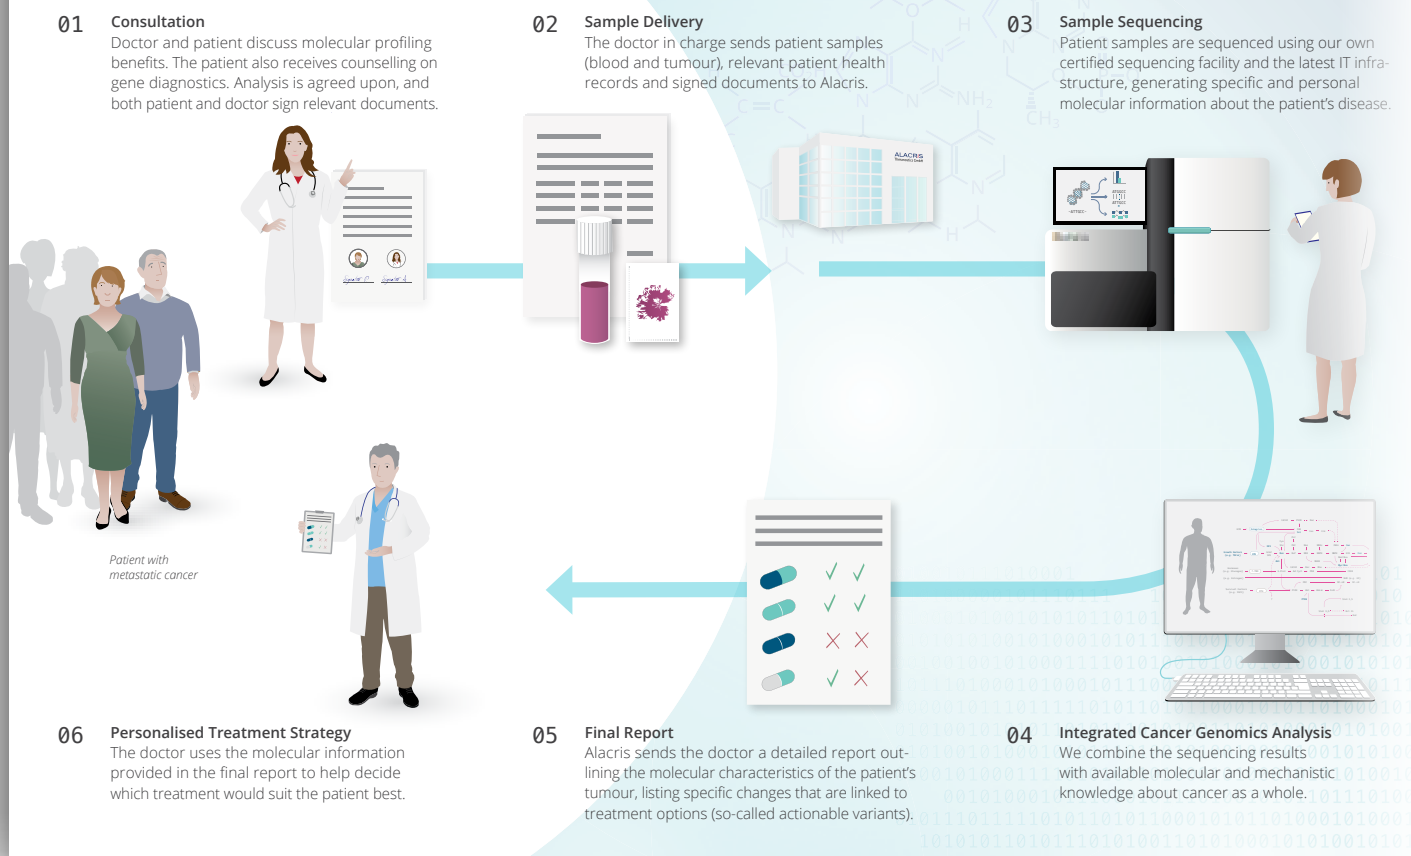 01
Consultation
Doctor and patient discuss molecular profiling
benefits. The patient also receives counselling on
gene diagnostics. Analysis is agreed upon, and
both patient and doctor sign relevant documents.
02
Sample Delivery
The doctor in charge sends patient samples
(blood and tumour), relevant patient health
records and signed documents to Alacris.
03
Sample Sequencing
Patient samples are sequenced using our own
certified sequencing facility and the latest IT infra-
structure, generating specific and personal
molecular information about the patient's disease.
ALACRIS
Patient with
metastatic cancer
06
Personalised Treatment Strategy
The doctor uses the molecular information
provided in the final report to help decide
which treatment would suit the patient best.
05
Final Report
Alacris sends the doctor a detailed report out-
lining the molecular characteristics of the patient's
tumour, listing specific changes that are linked to
treatment options (so-called actionable variants).
04
Integrated Cancer Genomics Analysis
We combine the sequencing results
with available molecular and mechanistic
knowledge about cancer as a whole.